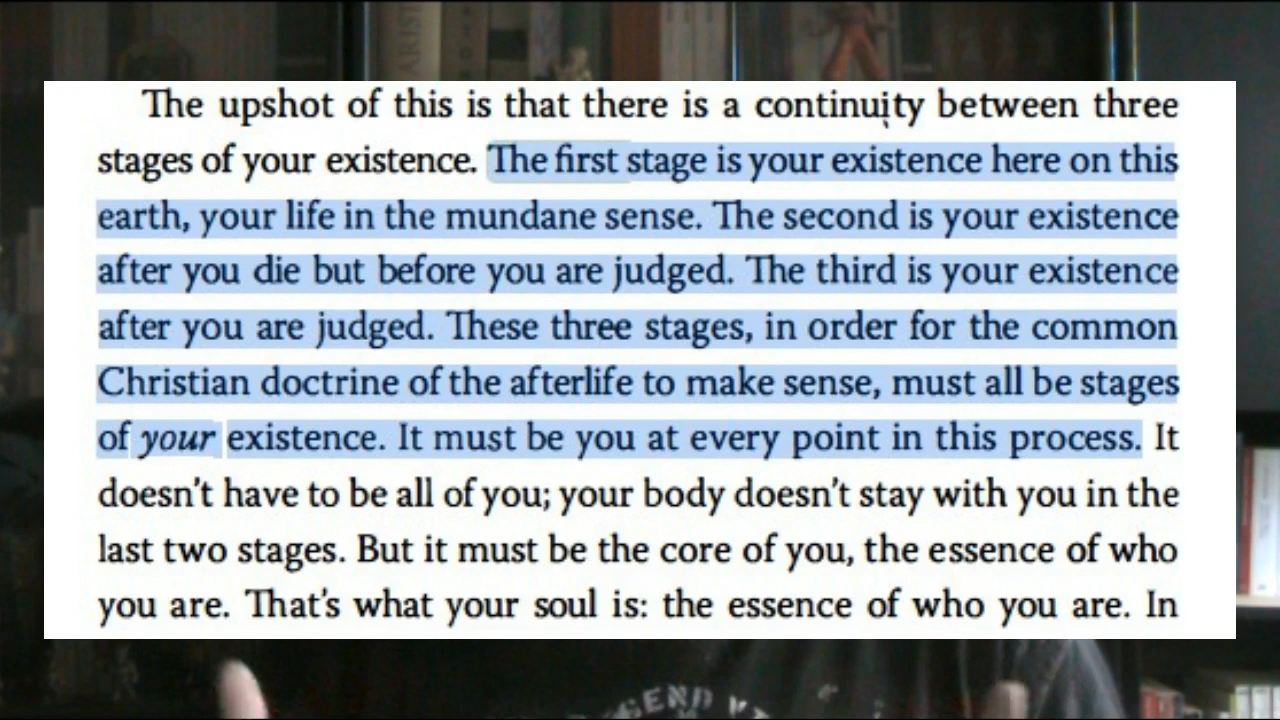 ARIST
The upshot of this is that there is a continuity between three
stages of your existence. The first stage is your existence here on this
earth, your life in the mundane sense. The second is your existence
after you die but before you are judged. The third is your existence
after you are judged. These three stages, in order for the common
Christian doctrine of the afterlife to make sense, must all be stages
of your existence. It must be you at every point in this process. It
doesn't have to be all of you; your body doesn't stay with you in the
last two stages. But it must be the core of you, the essence of who
you are. That's what your soul is: the essence of who you are. In